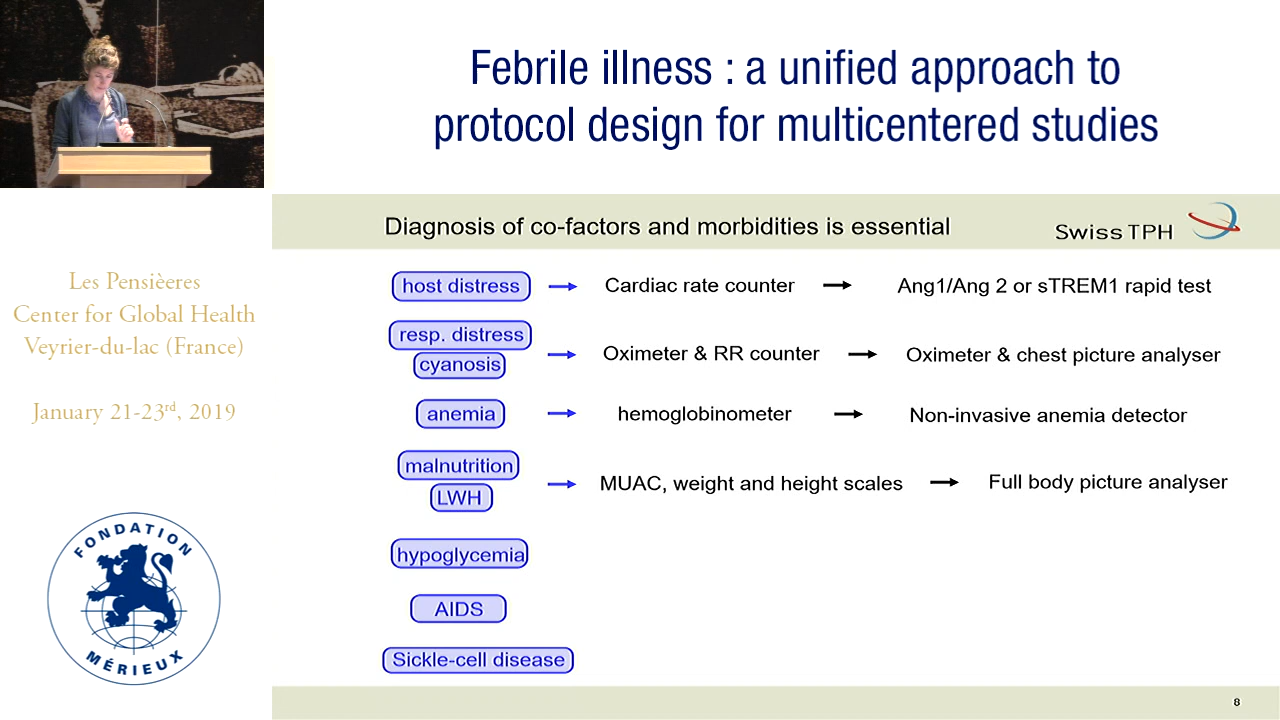 Febrile illness : a unified approach to
protocol design for multicentered studies
Diagnosis of co-factors and morbidities is essential
Swiss TPH
Les Pensièeres
Center for Global Health
Veyrier-du-lac (France)
January 21-23rd, 2019
host distress Cardiac rate counter Ang1/Ang 2 or sTREM1 rapid test
resp. distress
cyanosis Oximeter & RR counter Oximeter & chest picture analyser
anemia hemoglobinometer Non-invasive anemia detector
malnutrition
LWH MUAC, weight and height scales Full body picture analyser
hypoglycemia
AIDS
Sickle-cell disease
FONDATION
MÉRIEUX
8